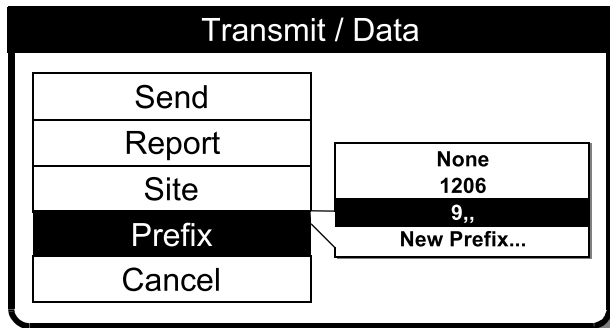 Transmit / Data
Send
Report
Site
Prefix
Cancel
None
1206
9,,
New Prefix...